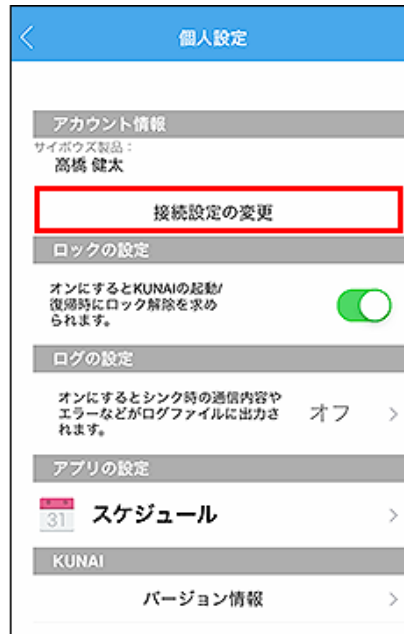 個人設定
アカウント情報
サイボウズ製品：
高橋 健太
接続設定の変更
ロックの設定
オンにするとKUNAIの起動/
復帰時にロック解除を求め
られます。
ログの設定
オンにするとシンク時の通信内容や
エラーなどがログファイルに出力さ
れます。
オフ
アプリの設定
31 スケジュール
KUNAI
バージョン情報